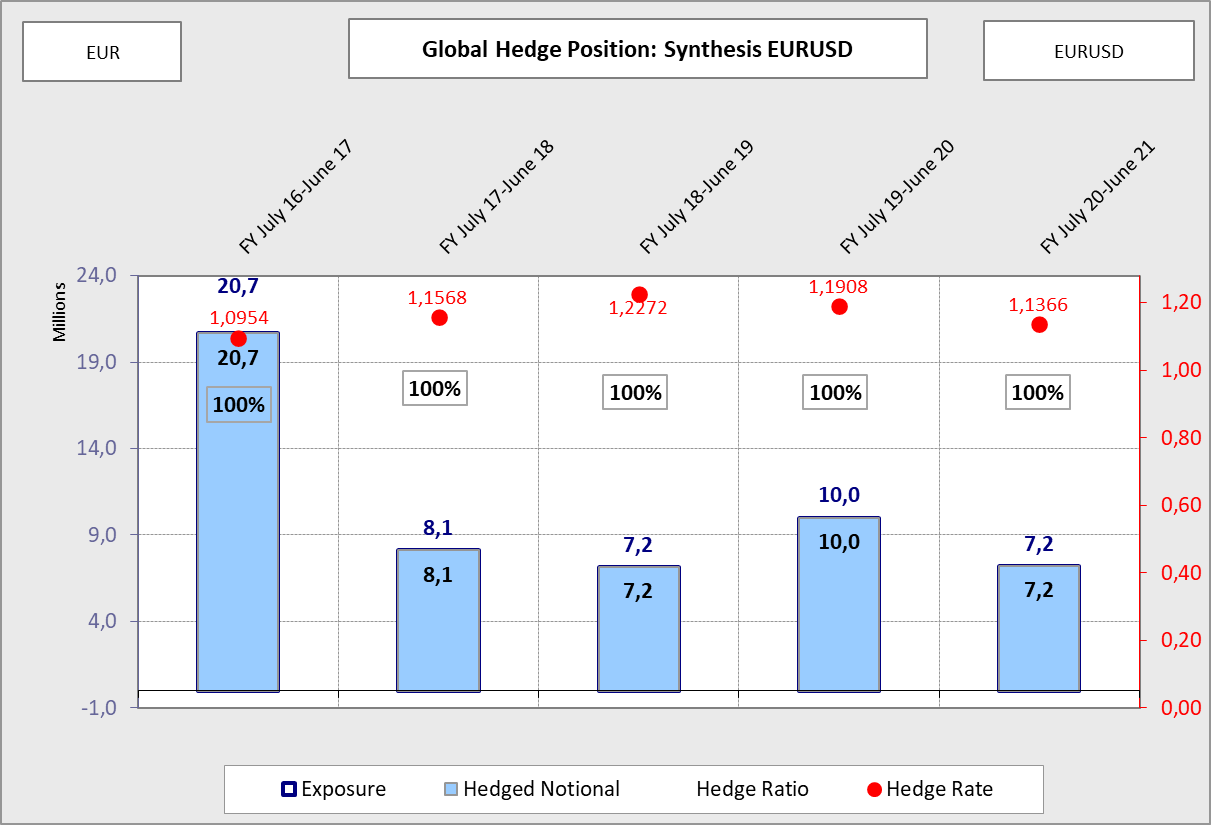 EUR
Global Hedge Position: Synthesis EURUSD
EURUSD
FY July 16-June 17
FY July 17-June 18
FY July 18-June 19
FY July 19-June 20
FY July 20-June 21
Millions
24,0
19,0
14,0
9,0
4,0
-1,0
20,7
1,0954
20,7
100%
1,1568
100%
8,1
8,1
1,2272
100%
7,2
7,2
1,1908
100%
10,0
10,0
1,1366
100%
7,2
7,2
1,20
1,00
0,80
0,60
0,40
0,20
0,00
Exposure
Hedged Notional
Hedge Ratio
Hedge Rate